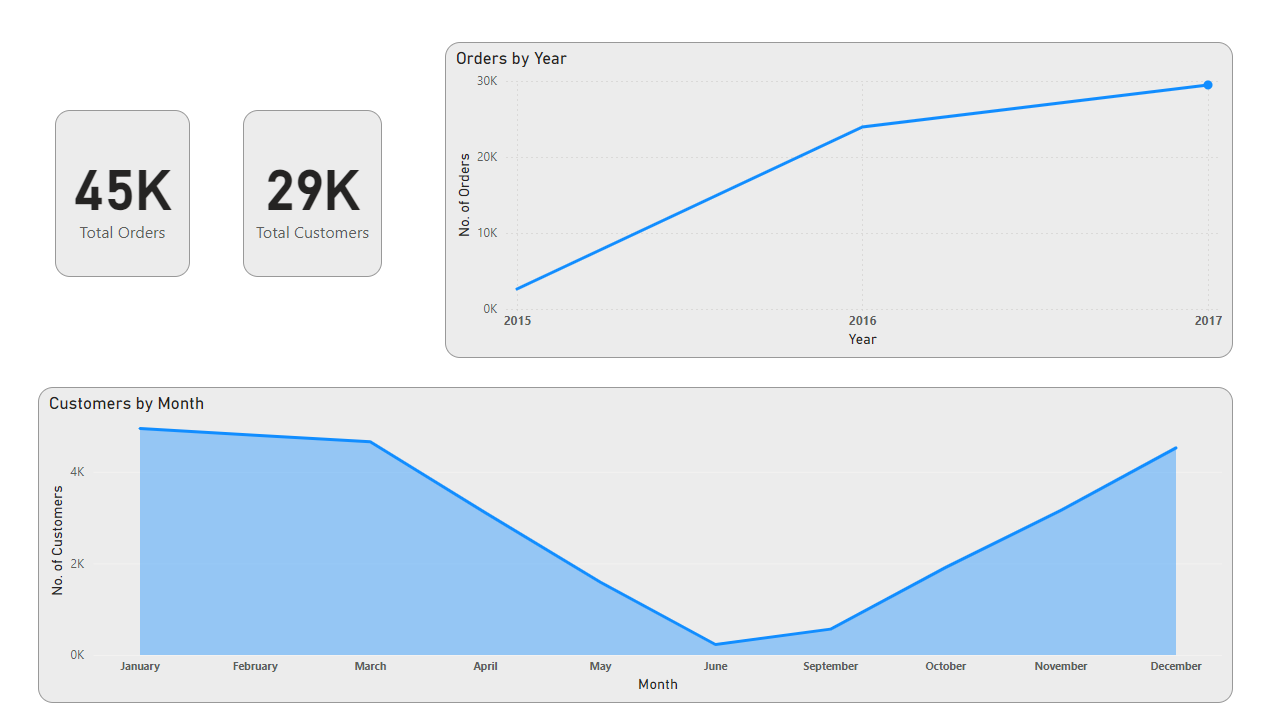 45K
Total Orders
29K
Total Customers
Orders by Year
30K
20K
10K
0K
No. of Orders
2015 2016 2017
Year
Customers by Month
4K
2K
0K
No. of Customers
January February March April May June September October November December
Month